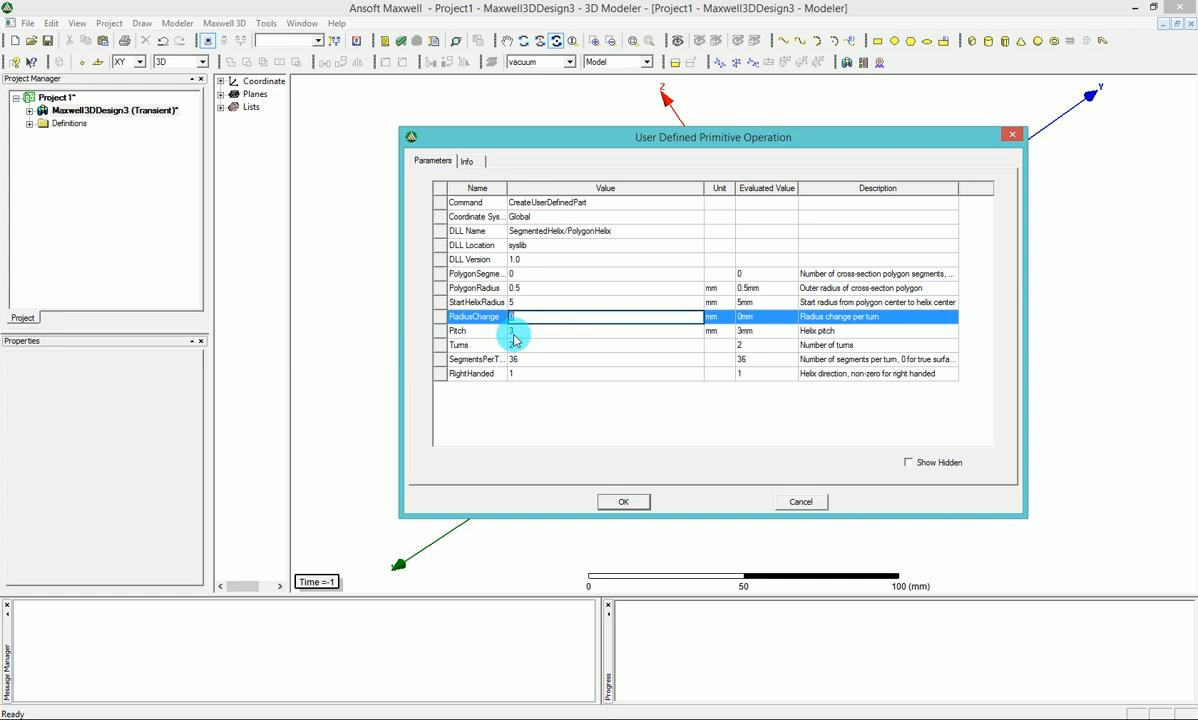 Ansoft Maxwell - Project1 - Maxwell3DDesign3 - 3D Modeler - [Project1 - Maxwell3DDesign3 - Modeler]
File Edit View Project Draw Modeler Maxwell 3D Tools Window Help
XY 3D vacuum Model
Project Manager
Project1*
Maxwell3DDesign3 (Transient)*
Definitions
Project
Properties
Coordinate
Planes
Lists
Z
Y
User Defined Primitive Operation
Parameters Info
Name Value Unit Evaluated Value Description
Command CreateUserDefinedPart
Coordinate Sys... Global
DLL Name SegmentedHelix/PolygonHelix
DLL Location syslib
DLL Version 1.0
PolygonSegme... 0 0 Number of cross-section polygon segments, ...
PolygonRadius 0.5 mm 0.5mm Outer radius of cross-secton polygon
StartHelixRadius 5 mm 5mm Start radius from polygon center to helix center
RadiusChange 0 mm 0mm Radius change per turn
Pitch 3 mm 3mm Helix pitch
Turns 2 2 Number of turns
SegmentsPerT... 36 36 Number of segments per turn, 0 for true surfa...
RightHanded 1 1 Helix direction, non-zero for right handed
Show Hidden
OK Cancel
Time =-1
0 50 100 (mm)
Message Manager
Progress
Ready